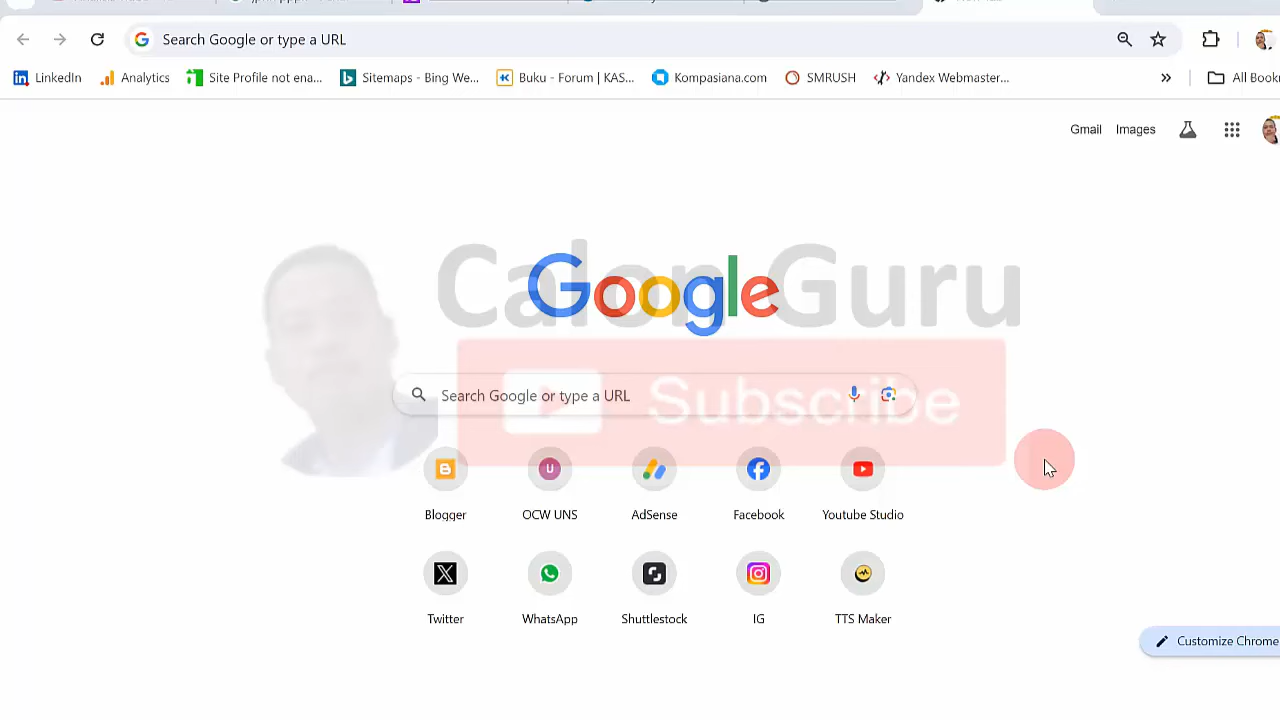 Search Google or type a URL
LinkedIn Analytics Site Profile not ena... Sitemaps - Bing We... Buku - Forum | KAS... Kompasiana.com SMRUSH Yandex Webmaster... » All Book
Gmail Images
Calon Guru
Google
Subscribe
Search Google or type a URL
Blogger OCW UNS AdSense Facebook Youtube Studio
Twitter WhatsApp Shuttlestock IG TTS Maker
Customize Chrome